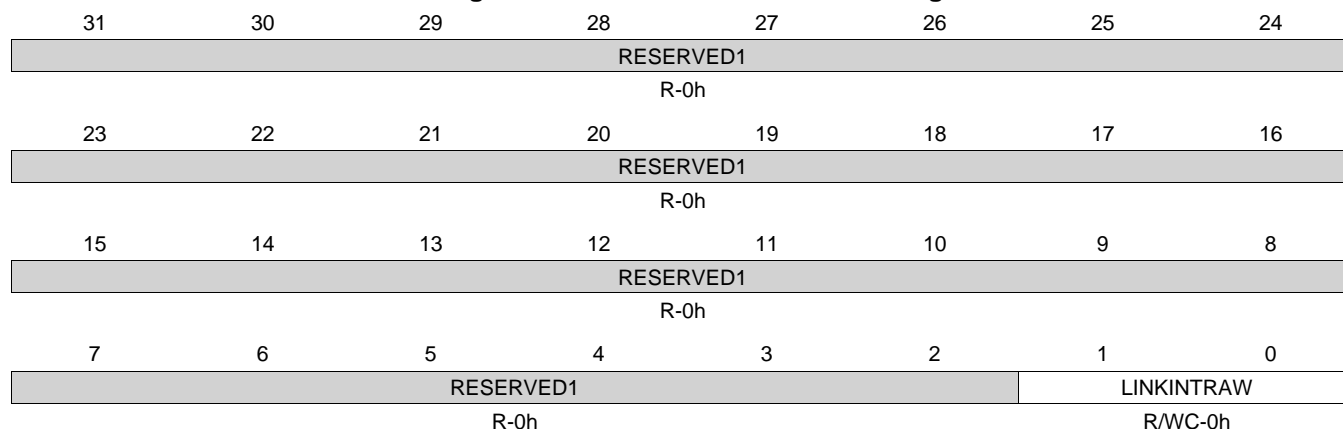 31 30 29 28 27 26 25 24
RESERVED1
R-0h
23 22 21 20 19 18 17 16
RESERVED1
R-0h
15 14 13 12 11 10 9 8
RESERVED1
R-0h
7 6 5 4 3 2 1 0
RESERVED1 LINKINTRAW
R-0h R/WC-0h